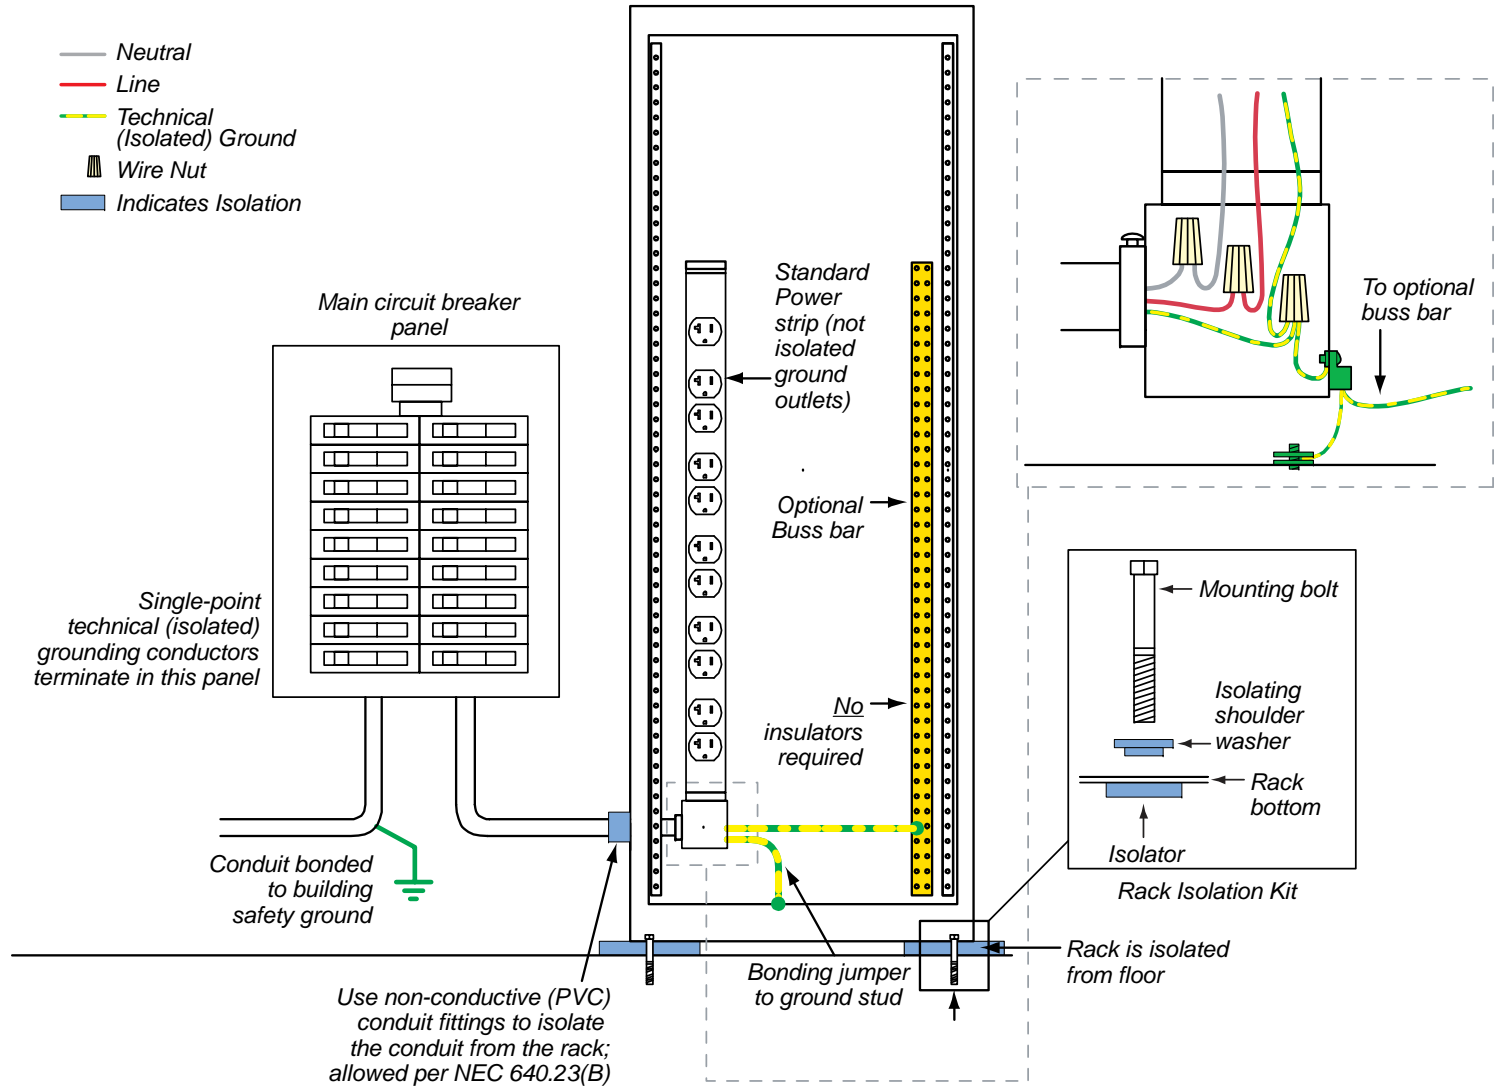 Neutral
Line
Technical
(Isolated) Ground
Wire Nut
Indicates Isolation
Main circuit breaker
panel
Single-point
technical (isolated)
grounding conductors
terminate in this panel
Conduit bonded
to building
safety ground
Use non-conductive (PVC)
conduit fittings to isolate
the conduit from the rack;
allowed per NEC 640.23(B)
Standard
Power
strip (not
isolated
ground
outlets)
Optional
Buss bar
No
insulators
required
Bonding jumper
to ground stud
Rack is isolated
from floor
To optional
buss bar
Mounting bolt
Isolating
shoulder
washer
Rack
bottom
Isolator
Rack Isolation Kit